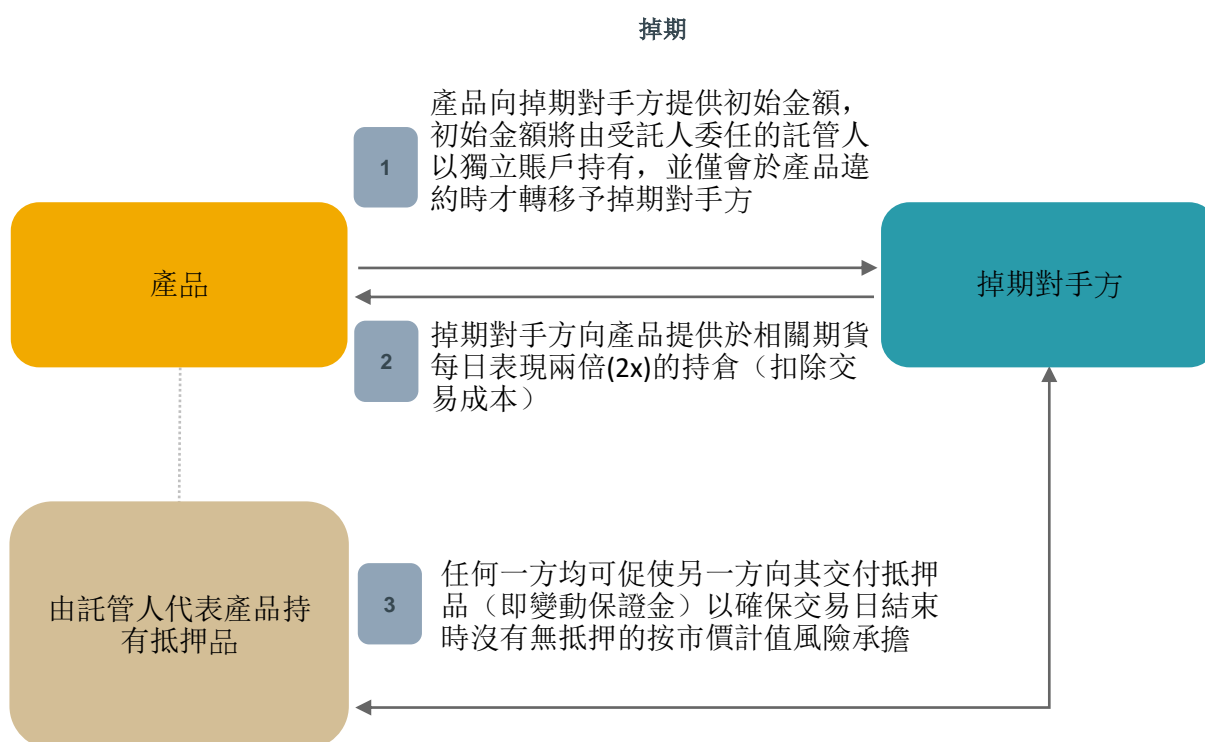 掉期
產品向掉期對手方提供初始金額，
初始金額將由受託人委任的託管人
以獨立賬戶持有，並僅會於產品違
約時才轉移予掉期對手方
1
產品
掉期對手方
掉期對手方向產品提供於相關期貨
每日表現兩倍(2x)的持倉（扣除交
易成本）
2
由託管人代表產品持
有抵押品
3
任何一方均可促使另一方向其交付抵押
品（即變動保證金）以確保交易日結束
時沒有無抵押的按市價計值風險承擔